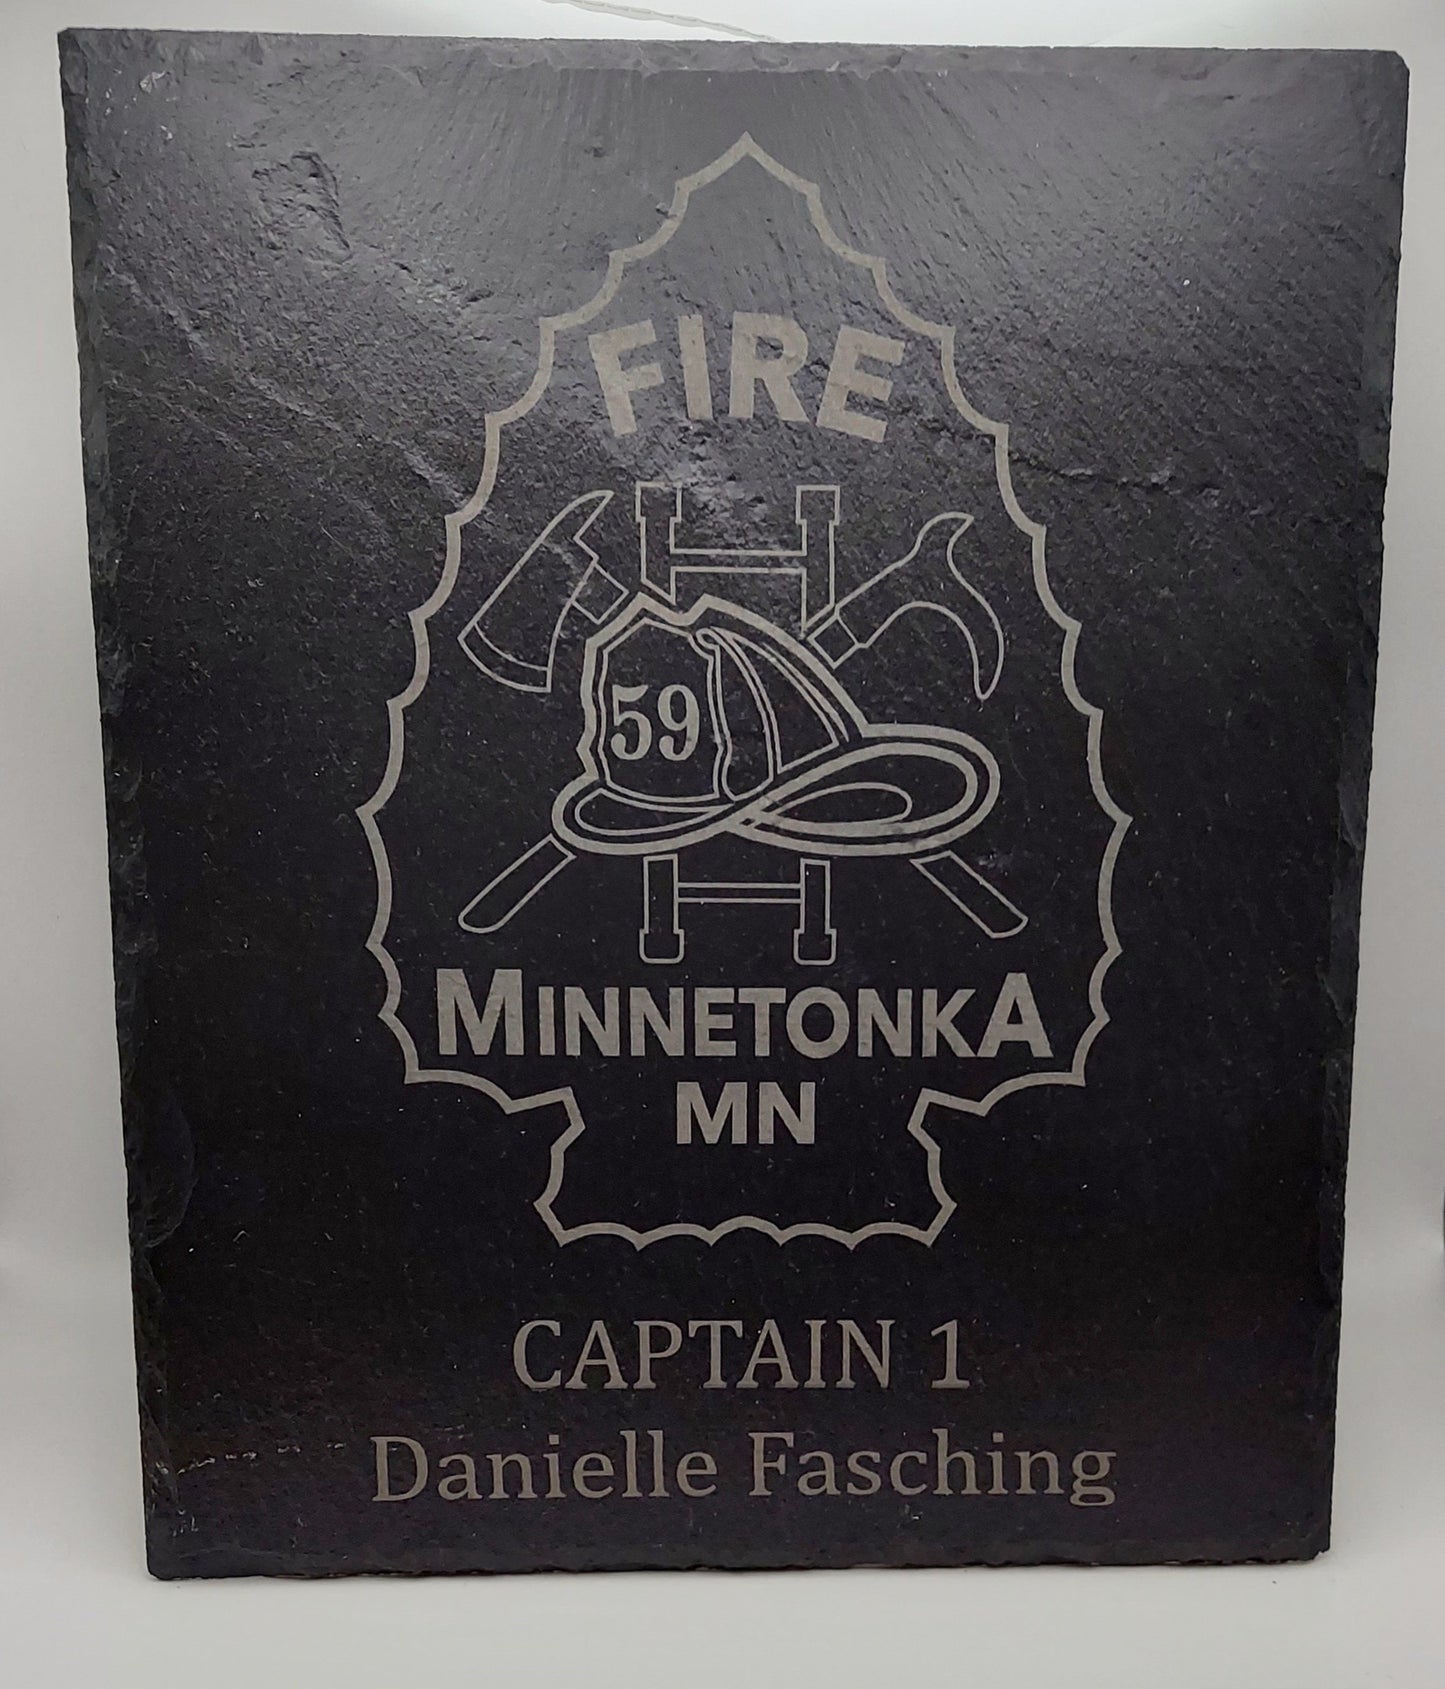 FIRE
59
MINNETONKA
MN
CAPTAIN 1
Danielle Fasching